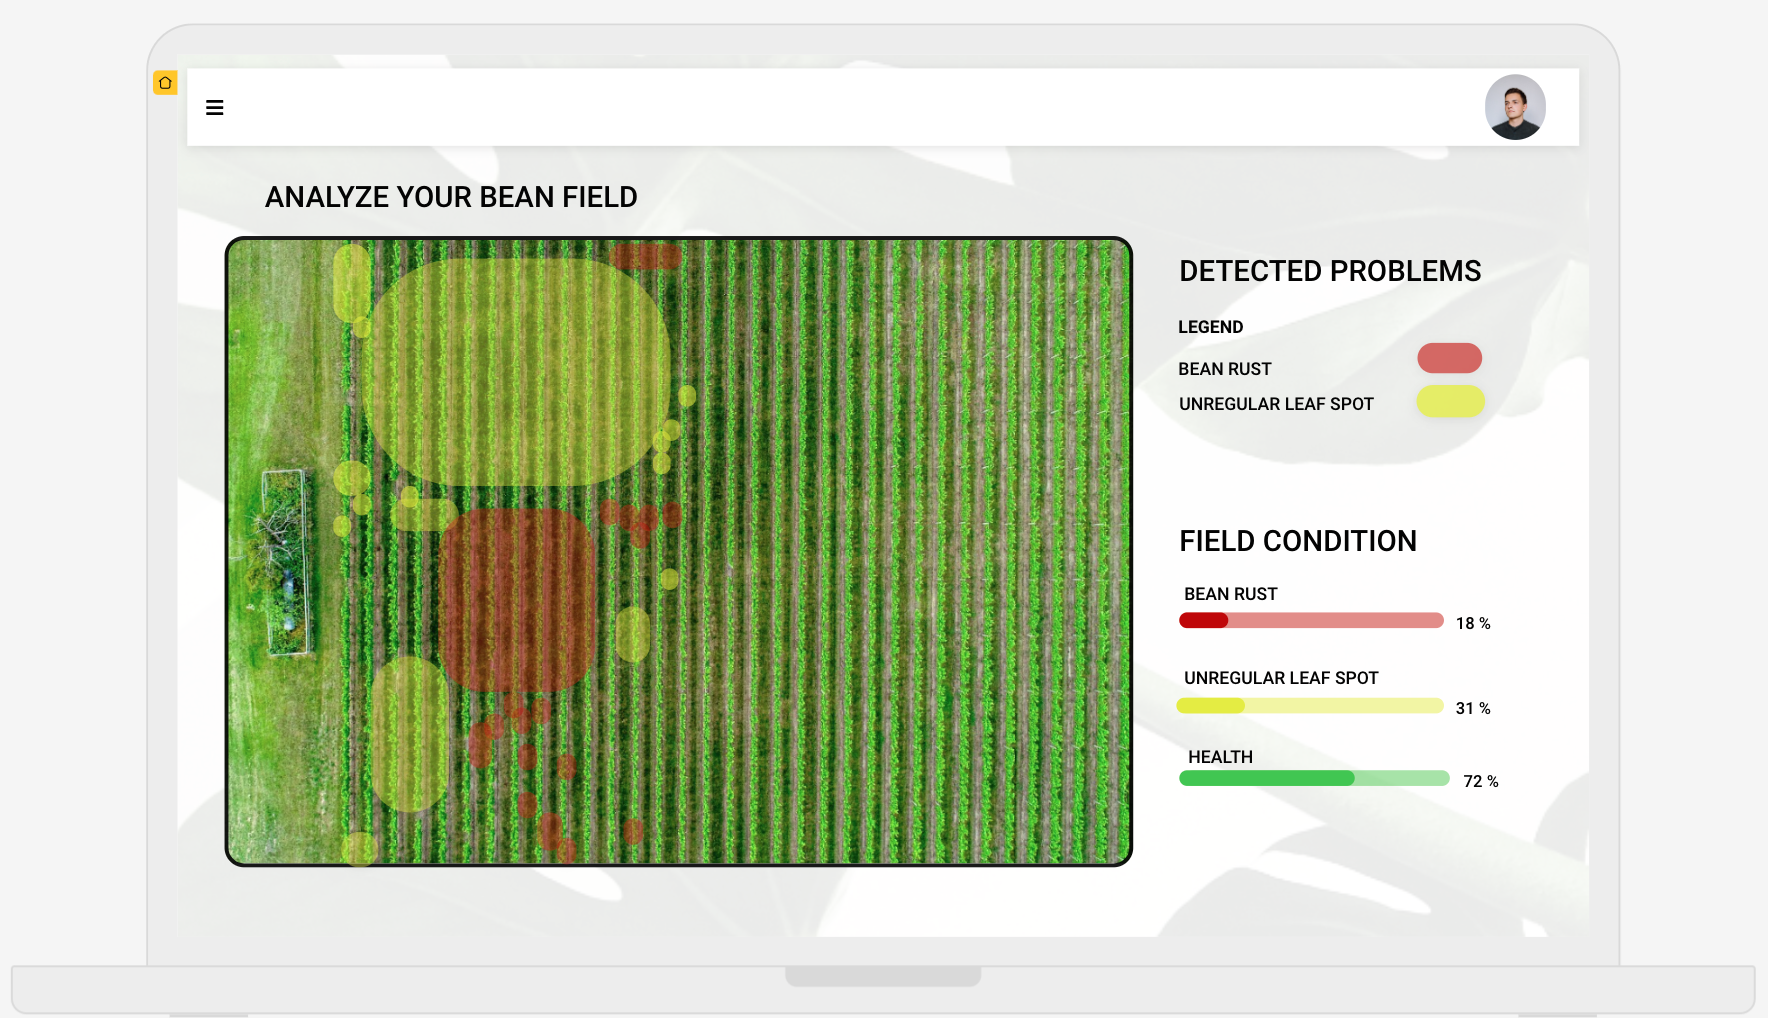 ANALYZE YOUR BEAN FIELD
DETECTED PROBLEMS
LEGEND
BEAN RUST
UNREGULAR LEAF SPOT
FIELD CONDITION
BEAN RUST
18 %
UNREGULAR LEAF SPOT
31 %
HEALTH
72 %